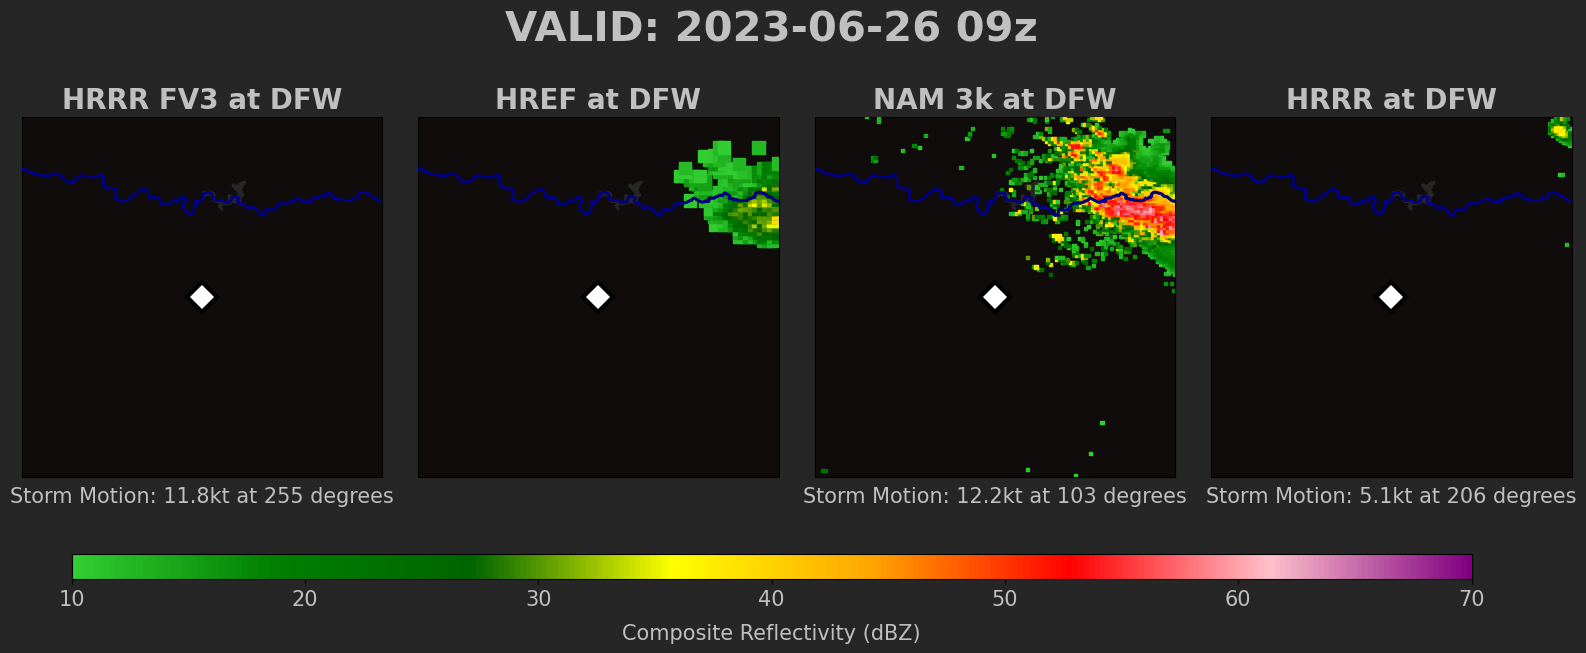 VALID: 2023-06-26 09z
HRRR FV3 at DFW
HREF at DFW
NAM 3k at DFW
HRRR at DFW
Storm Motion: 11.8kt at 255 degrees
Storm Motion: 12.2kt at 103 degrees
Storm Motion: 5.1kt at 206 degrees
10 20 30 40 50 60 70
Composite Reflectivity (dBZ)